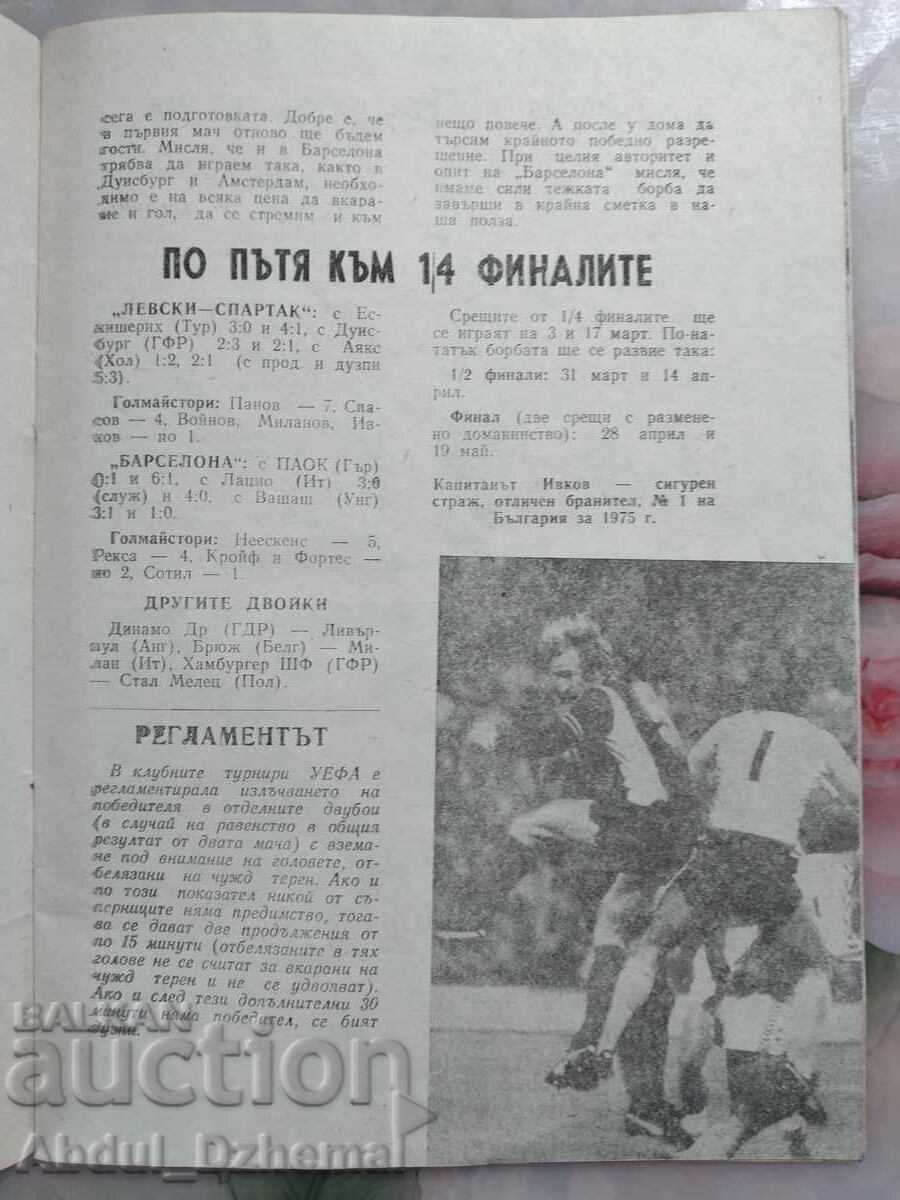 сега е подготовката. Добре е, че
в първия мач отново ще бъдем
гости. Мисля, че и в Барселона
трябва да играем така, както в
Дуисбург и Амстердам, необхо-
димо е на всяка цена да вкара-
ме и гол, да се стремим и към
нещо повече. А после у дома да
търсим крайното победно разре-
шение. При целия авторитет и
опит на „Барселона“ мисля, че
имаме сили тежката борба да
завърши в крайна сметка в на-
ша полза.
ПО ПЪТЯ КЪМ 1/4 ФИНАЛИТЕ
„ЛЕВСКИ—СПАРТАК“: с Ес-
кишерих (Тур) 3:0 и 4:1, с Дуис-
бург (ГФР) 2:3 и 2:1, с Аякс
(Хол) 1:2, 2:1 (с прод. и дузпи
5:3).
Голмайстори: Панов — 7, Спа-
сов — 4, Войнов, Миланов, Ив-
ков — по 1.
„БАРСЕЛОНА“: с ПАОК (Гър)
0:1 и 6:1, с Лацио (Ит) 3:0
(служ) и 4:0, с Вашаш (Унг)
3:1 и 1:0.
Голмайстори: Неескенс — 5,
Рекса — 4, Кройф и Фортес —
по 2, Сотил — 1.
ДРУГИТЕ ДВОЙКИ
Динамо Др (ГДР) — Ливър-
пул (Анг), Брюж (Белг) — Ми-
лан (Ит), Хамбургер ШФ (ГФР)
— Стал Мелец (Пол).
РЕГЛАМЕНТЪТ
В клубните турнири УЕФА е
регламентирала излъчването на
победителя в отделните двубои
(в случай на равенство в общия
резултат от двата мача) с взема-
не под внимание на головете, от-
белязани на чужд терен. Ако и
по този показател никой от съ-
перниците няма предимство, тога-
ва се дават две продължения от
по 15 минути (отбелязаните в тях
голове не се считат за вкарани на
чужд терен и не се удвояват).
Ако и след тези допълнителни 30
минути няма победител, се бият
дузпи.
Срещите от 1/4 финалите ще
се играят на 3 и 17 март. По-на-
татък борбата ще се развие така:
1/2 финали: 31 март и 14 ап-
рил.
Финал (две срещи с разменe-
но домакинство): 28 април и
19 май.
Капитанът Ивков — сигурен
страж, отличен бранител, № 1 на
България за 1975 г.
1
BALKAN
auction
Abdul_Dzhemal